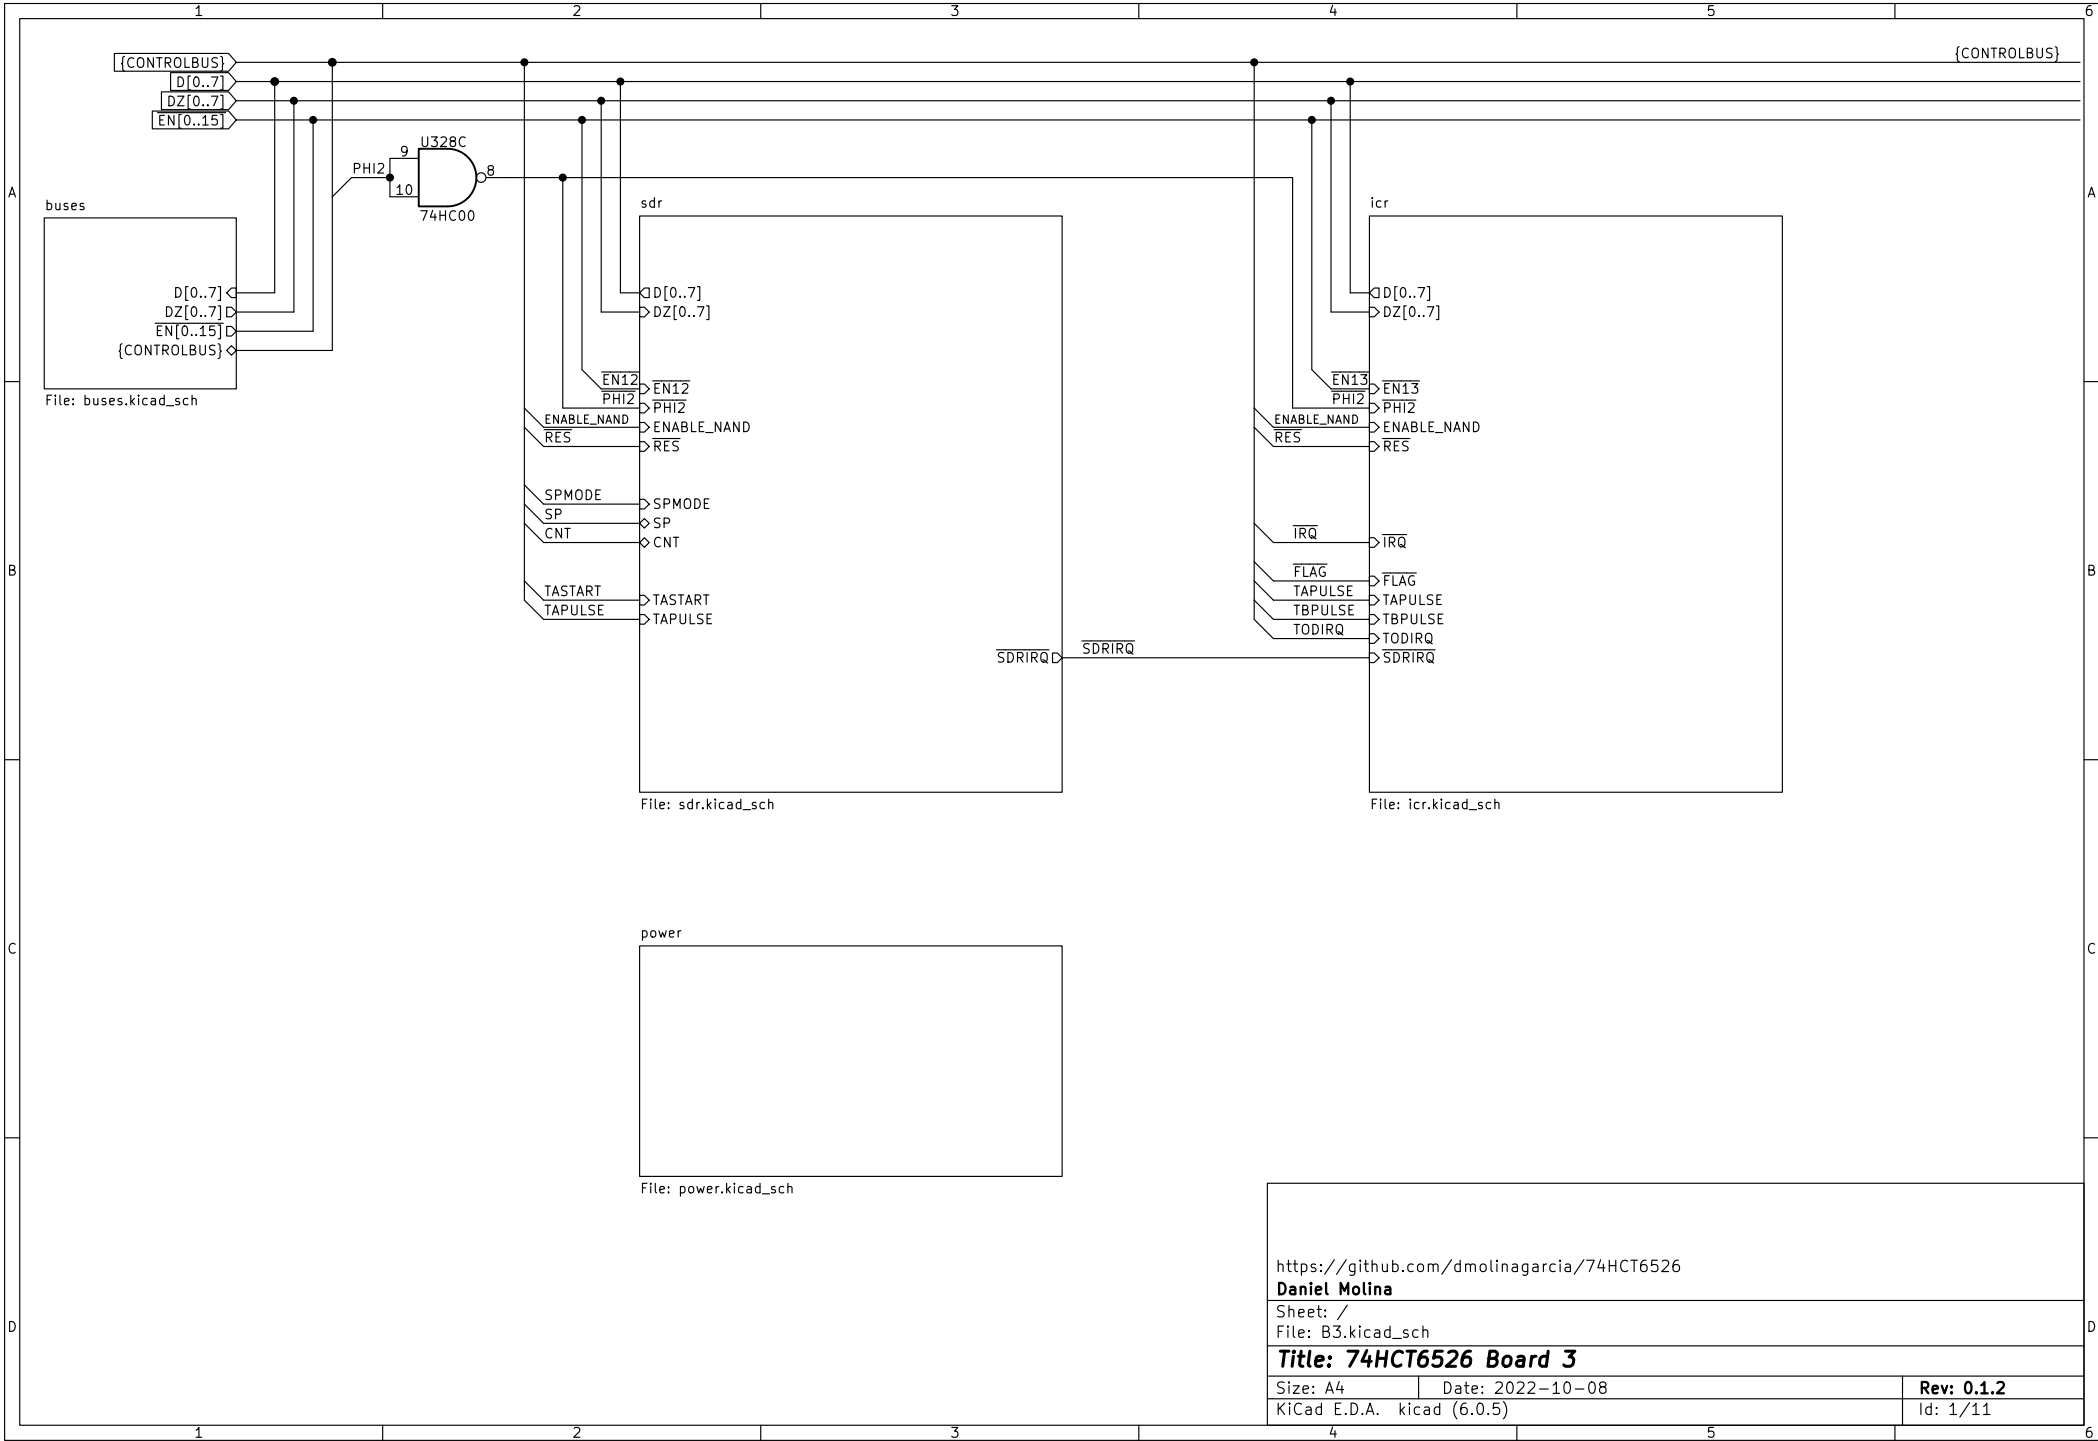 1 2 3 4 5 6
{CONTROLBUS} {CONTROLBUS}
D[0..7]
DZ[0..7]
EN[0..15]
U328C
9
PHI2 8
10
74HC00
A A
buses
D[0..7]
DZ[0..7]
EN[0..15]
{CONTROLBUS}
File: buses.kicad_sch
sdr
D[0..7]
DZ[0..7]
EN12 EN12
PHI2 PHI2
ENABLE_NAND ENABLE_NAND
RES RES
SPMODE SPMODE
SP SP
CNT CNT
TASTART TASTART
TAPULSE TAPULSE
SDRIRQ SDRIRQ
File: sdr.kicad_sch
icr
D[0..7]
DZ[0..7]
EN13 EN13
PHI2 PHI2
ENABLE_NAND ENABLE_NAND
RES RES
IRQ IRQ
FLAG FLAG
TAPULSE TAPULSE
TBPULSE TBPULSE
TODIRQ TODIRQ
SDRIRQ
File: icr.kicad_sch
B B
power
C C
File: power.kicad_sch
https://github.com/dmolinagarcia/74HCT6526
Daniel Molina
Sheet: /
File: B3.kicad_sch
D D
Title: 74HCT6526 Board 3
Size: A4 Date: 2022-10-08 Rev: 0.1.2
KiCad E.D.A. kicad (6.0.5) Id: 1/11
1 2 3 4 5 6